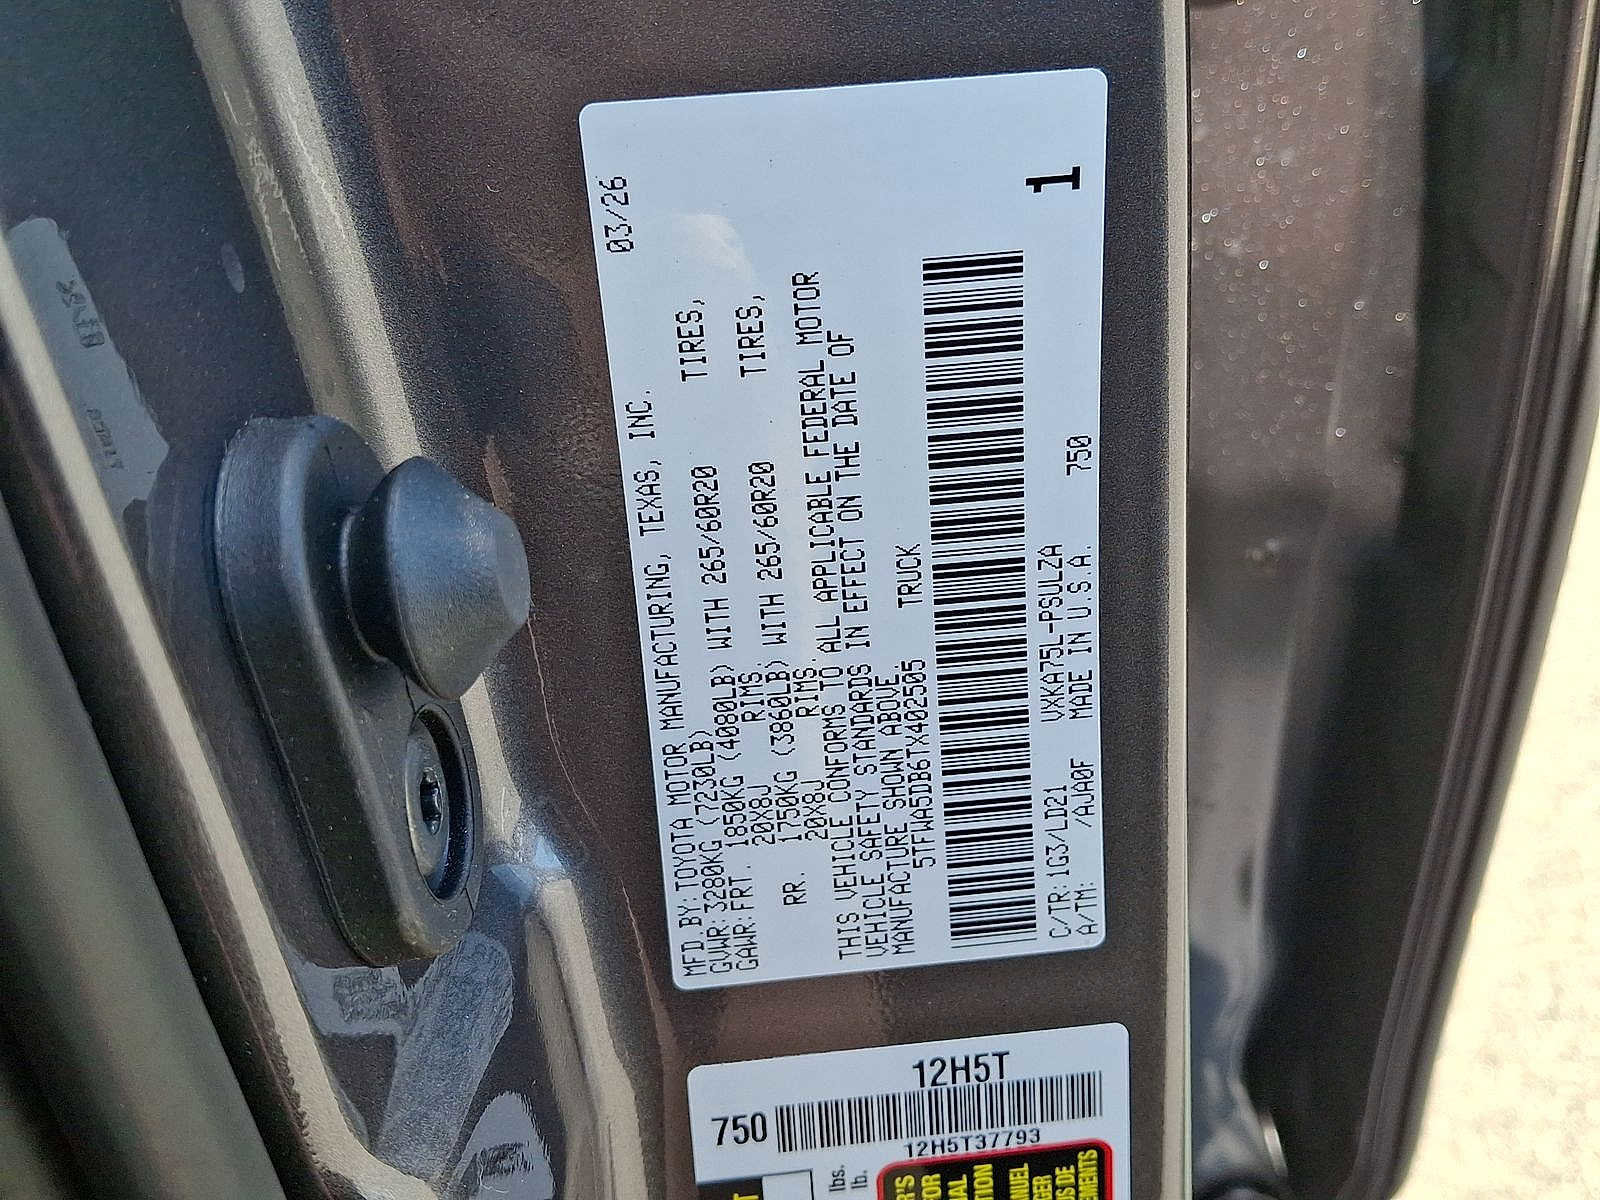 03/26
MFD.BY:TOYOTA MOTOR MANUFACTURING, TEXAS, INC.
GVWR:3280KG (7230LB)
GAWR:FRT. 1850KG (4080LB) WITH 265/60R20 TIRES,
20X8J RIMS.
RR. 1750KG (3860LB) WITH 265/60R20 TIRES,
20X8J RIMS.
THIS VEHICLE CONFORMS TO ALL APPLICABLE FEDERAL MOTOR
VEHICLE SAFETY STANDARDS IN EFFECT ON THE DATE OF
MANUFACTURE SHOWN ABOVE.
5TFWA5DB6TX402505 TRUCK
C/TR:1G3/LD21 VXKA75L-PSULZA 750
A/TM: /AJA0F MADE IN U.S.A.
1
12H5T
750
12H5T37793
lbs.
lb.